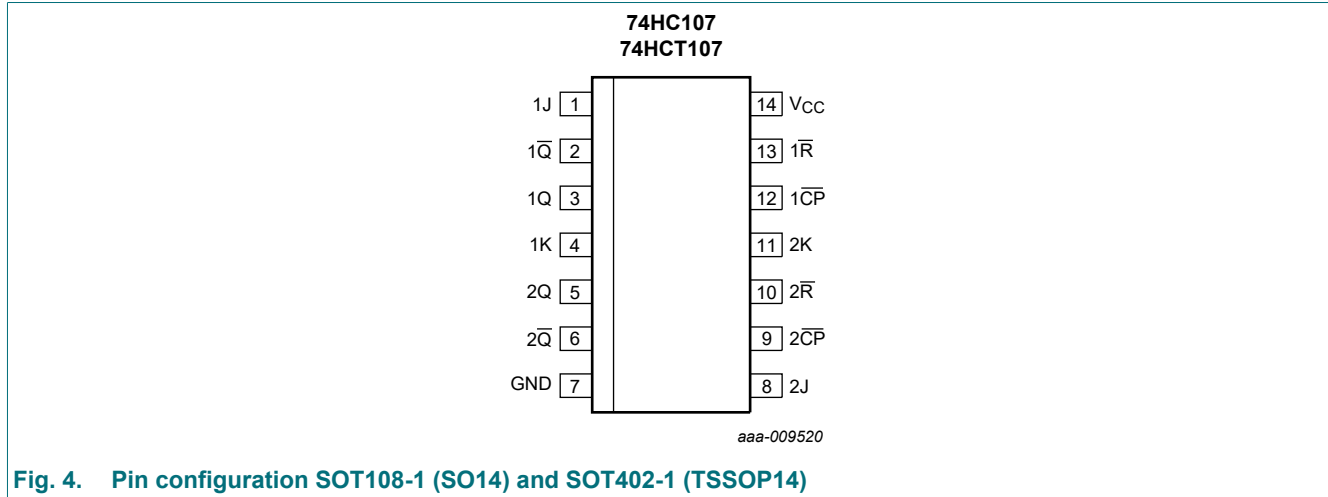 74HC107
74HCT107
1J 1
1Q̅ 2
1Q 3
1K 4
2Q 5
2Q̅ 6
GND 7
14 VCC
13 1R̅
12 1C̅P̅
11 2K
10 2R̅
9 2C̅P̅
8 2J
aaa-009520
Fig. 4. Pin configuration SOT108-1 (SO14) and SOT402-1 (TSSOP14)